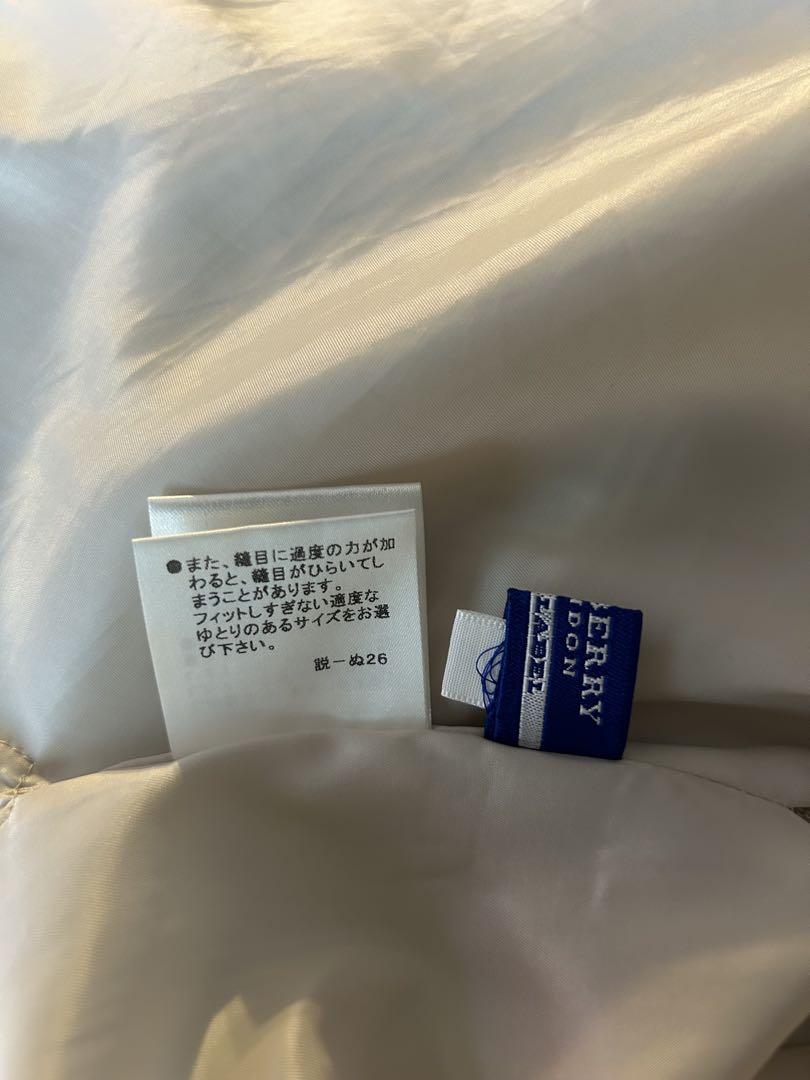 ●また、縫目に過度の力が加
わると、縫目がひらいてし
まうことがあります。
フィットしすぎない適度な
ゆとりのあるサイズをお選
び下さい。
説ーぬ26
BERRY
DON
LABEL